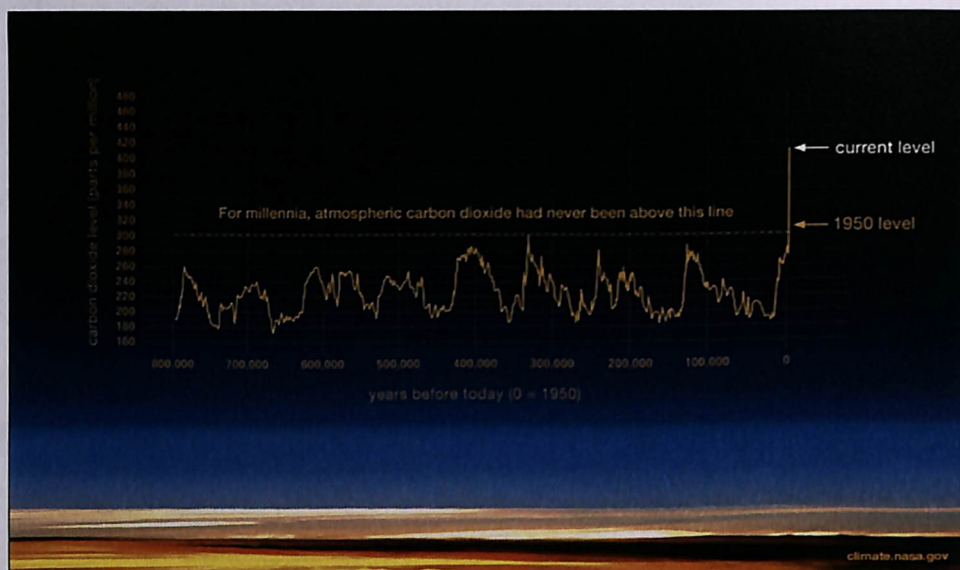 carbon dioxide level (parts per million)
480
460
440
420
400
380
360
340
320
300
280
260
240
220
200
180
160
current level
For millennia, atmospheric carbon dioxide had never been above this line
1950 level
800,000 700,000 600,000 500,000 400,000 300,000 200,000 100,000 0
years before today (0 = 1950)
climate.nasa.gov